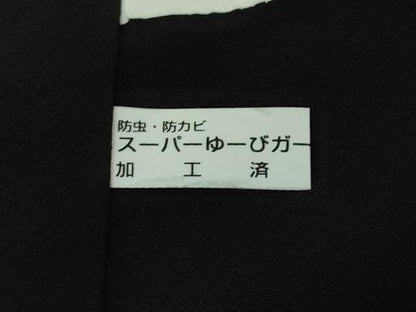 防虫・防カビ
スーパーゆーびガー
加工済